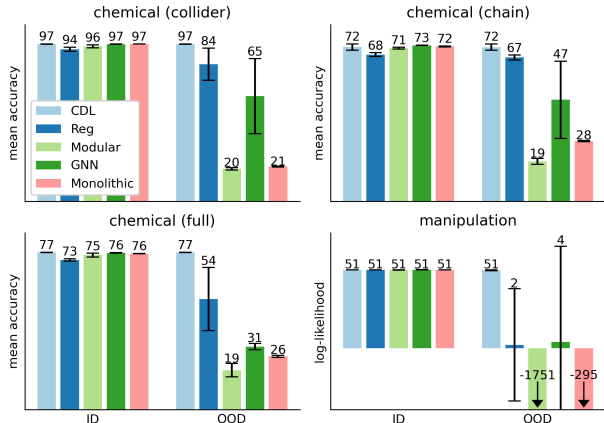 chemical (collider)
mean accuracy
97 94 96 97 97 97 84 20 65 21
CDL
Reg
Modular
GNN
Monolithic
chemical (chain)
mean accuracy
72 68 71 73 72 72 67 19 47 28
chemical (full)
mean accuracy
77 73 75 76 76 77 54 19 31 26
ID OOD
manipulation
log-likelihood
51 51 51 51 51 51 2 -1751 4 -295
ID OOD